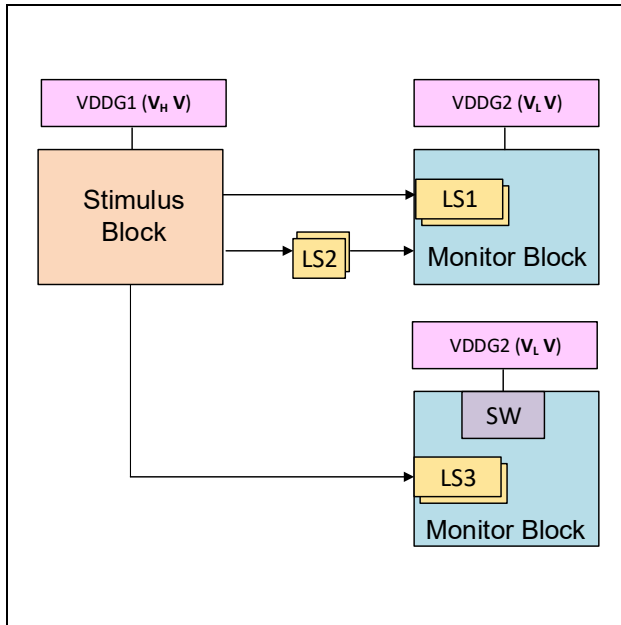 VDDG1 (VH V)
VDDG2 (VL V)
Stimulus
Block
LS1
LS2
Monitor Block
VDDG2 (VL V)
SW
LS3
Monitor Block